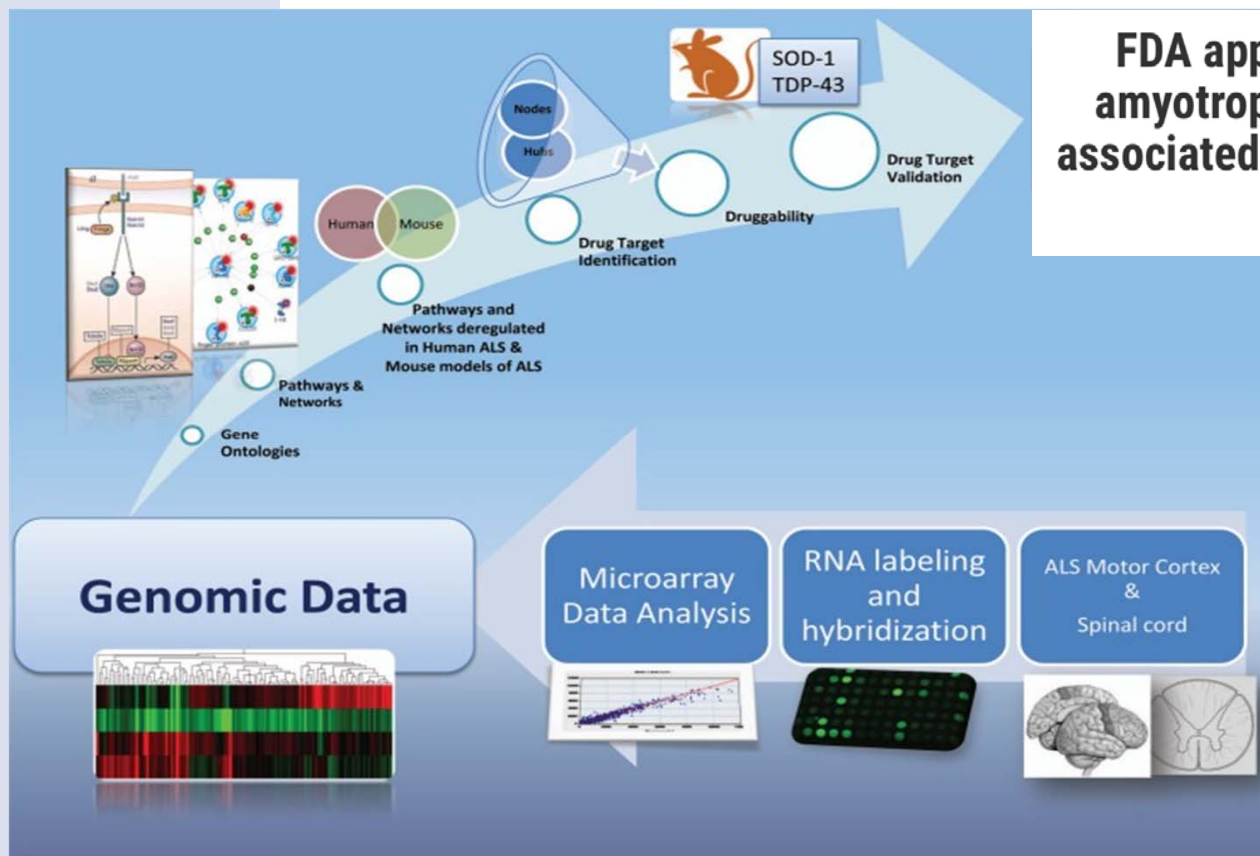 FDA app
amyotrop
associated
SOD-1
TDP-43
Nodes
Hubs
Drug Turget
Validation
Human
Mouse
Druggability
Drug Target
Identification
Pathways and
Networks deregulated
in Human ALS &
Mouse models of ALS
Pathways &
Networks
Gene
Ontologies
Genomic Data
Microarray
Data Analysis
RNA labeling
and
hybridization
ALS Motor Cortex
&
Spinal cord